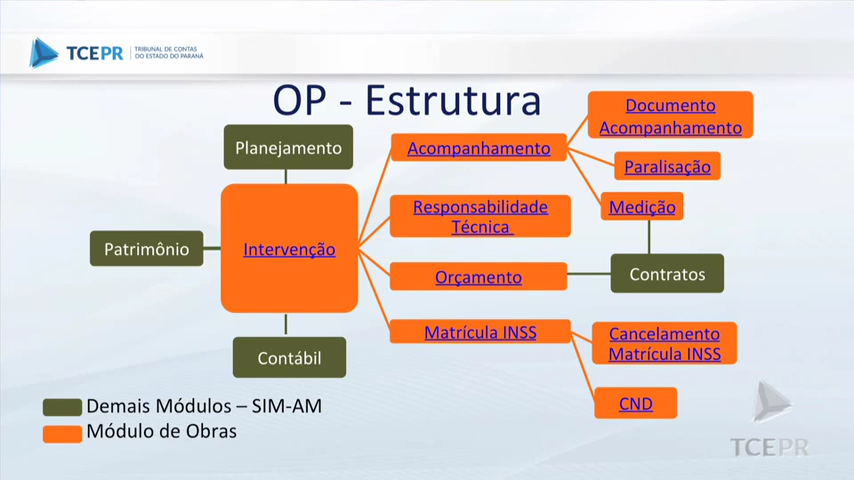 TCEPR
TRIBUNAL DE CONTAS
DO ESTADO DO PARANÁ
OP - Estrutura
Planejamento
Patrimônio
Intervenção
Contábil
Acompanhamento
Responsabilidade
Técnica
Orçamento
Matrícula INSS
Documento
Acompanhamento
Paralisação
Medição
Contratos
Cancelamento
Matrícula INSS
CND
Demais Módulos – SIM-AM
Módulo de Obras
TCEPR